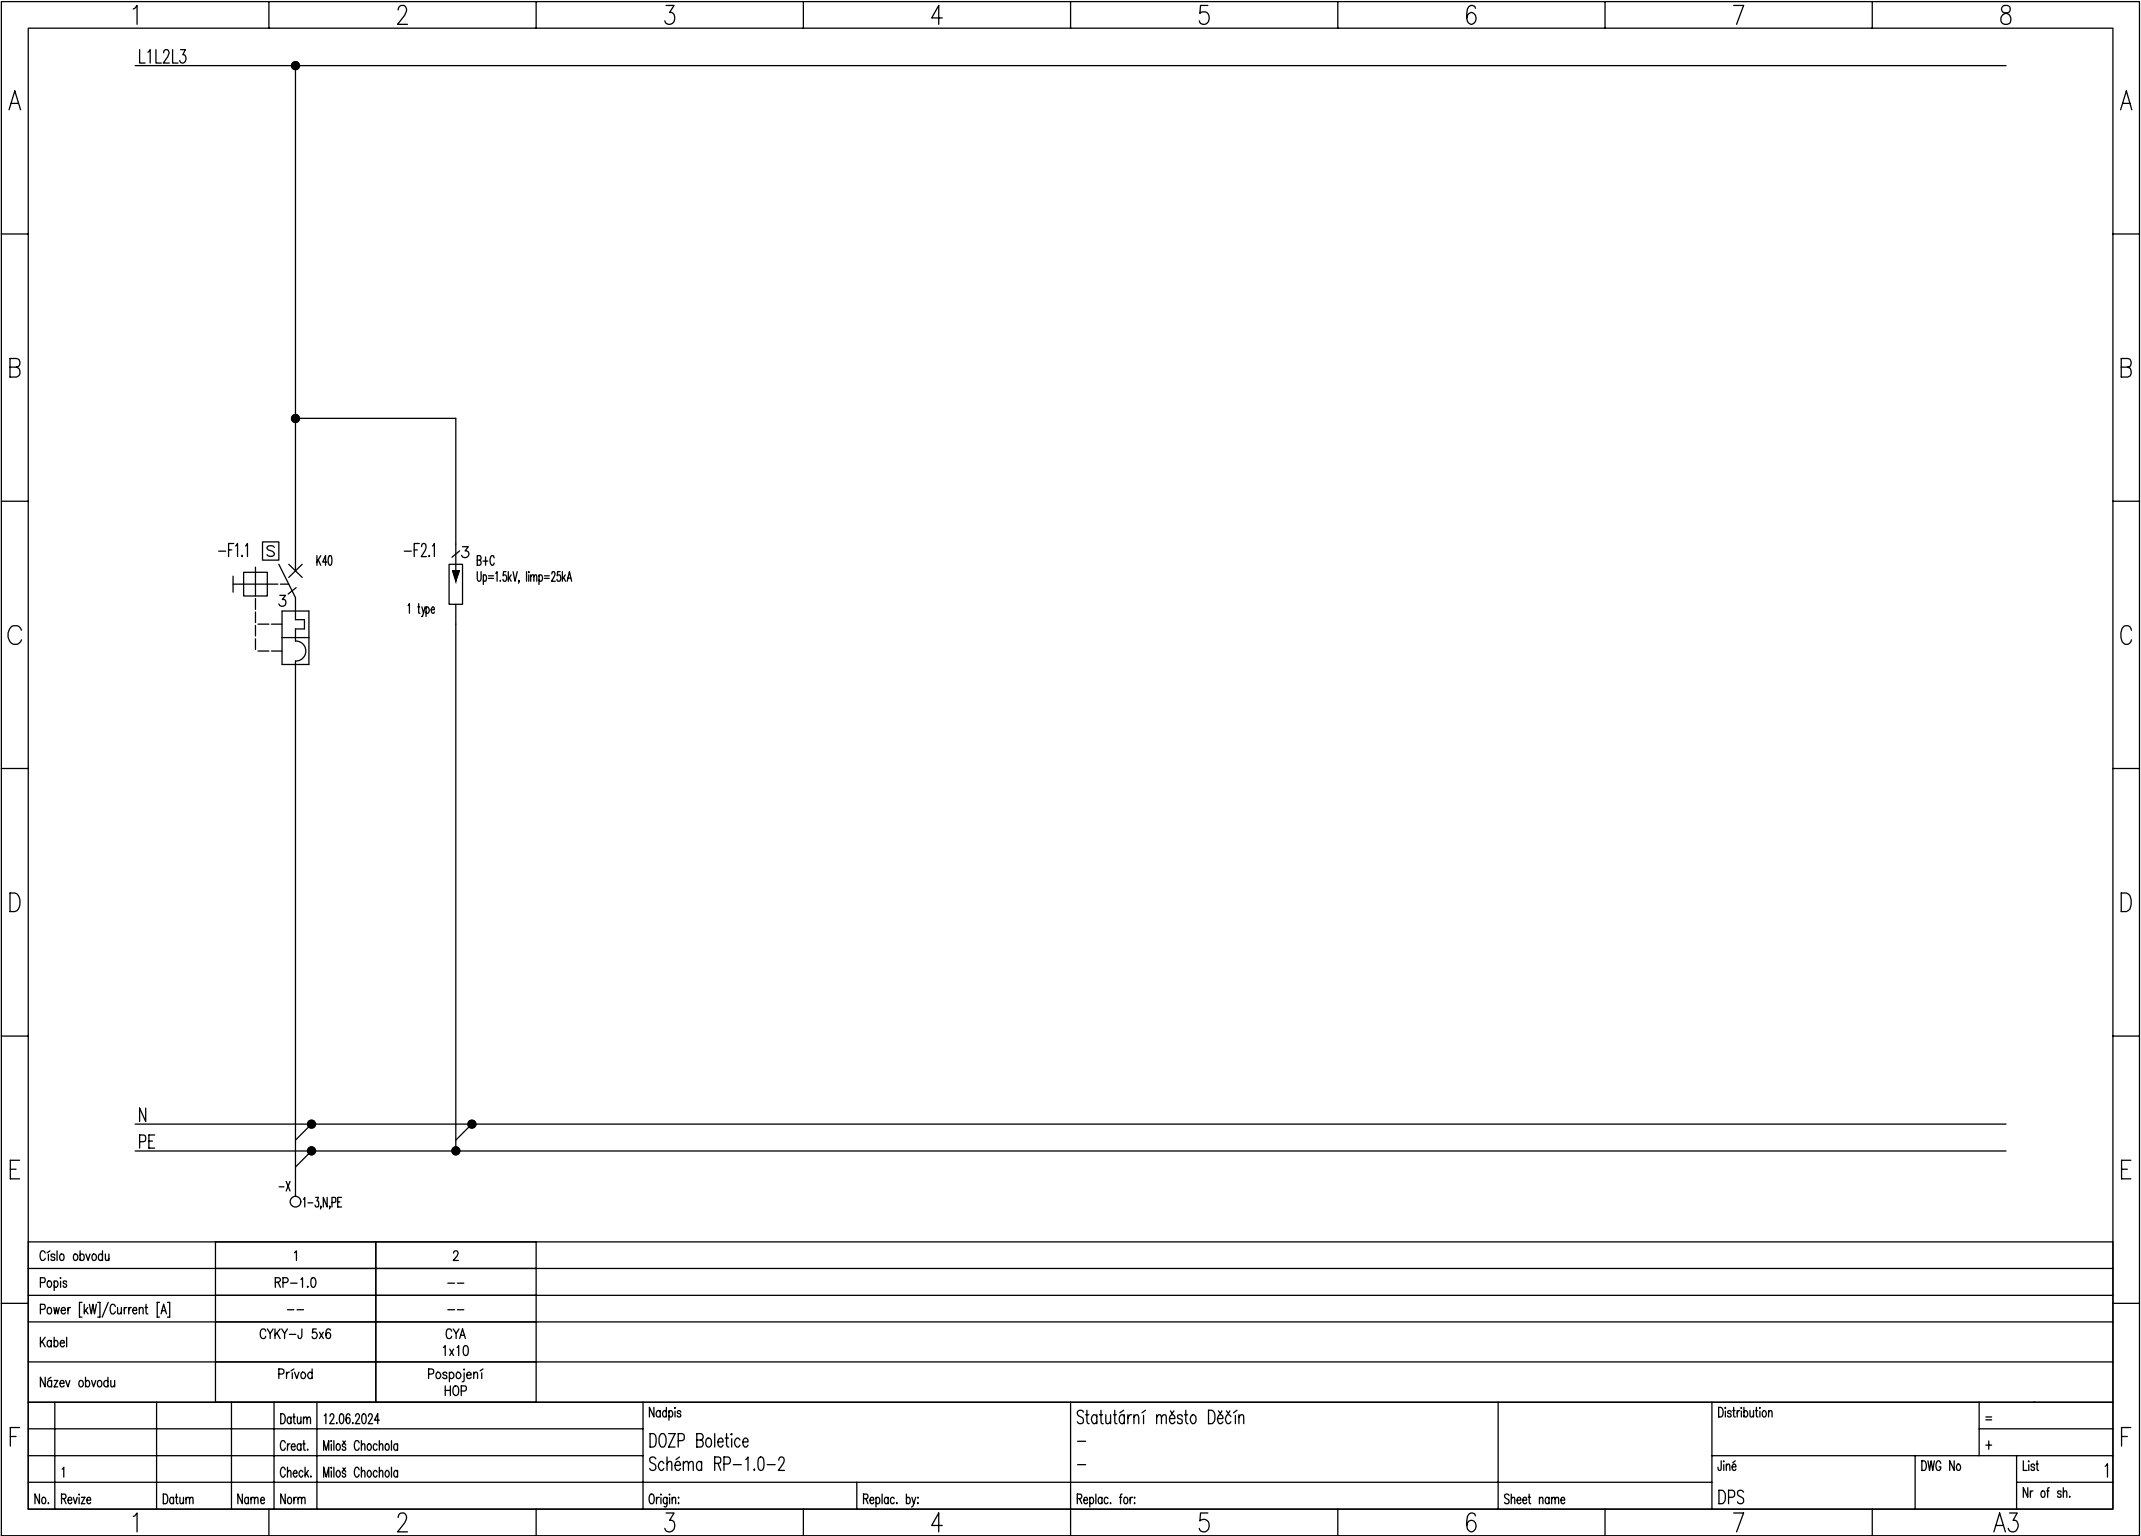 1 2 3 4 5 6 7 8
L1L2L3
A A
B B
-F1.1 S K40
3
-F2.1 3 B+C
Up=1.5kV, Iimp=25kA
1 type
C C
D D
N
PE
E E
-X
1-3,N,PE
Císlo obvodu 1 2
Popis RP-1.0 --
Power [kW]/Current [A] -- --
Kabel CYKY-J 5x6 CYA
1x10
Název obvodu Prívod Pospojení
HOP
F F
Datum 12.06.2024
Creat. Miloš Chochola
1 Check. Miloš Chochola
No. Revize Datum Name Norm
Nadpis
DOZP Boletice
Schéma RP-1.0-2
Origin: Replac. by:
Statutární město Děčín
-
-
Replac. for: Sheet name
Distribution =
+
Jiné DWG No List 1
DPS Nr of sh.
1 2 3 4 5 6 7 A3